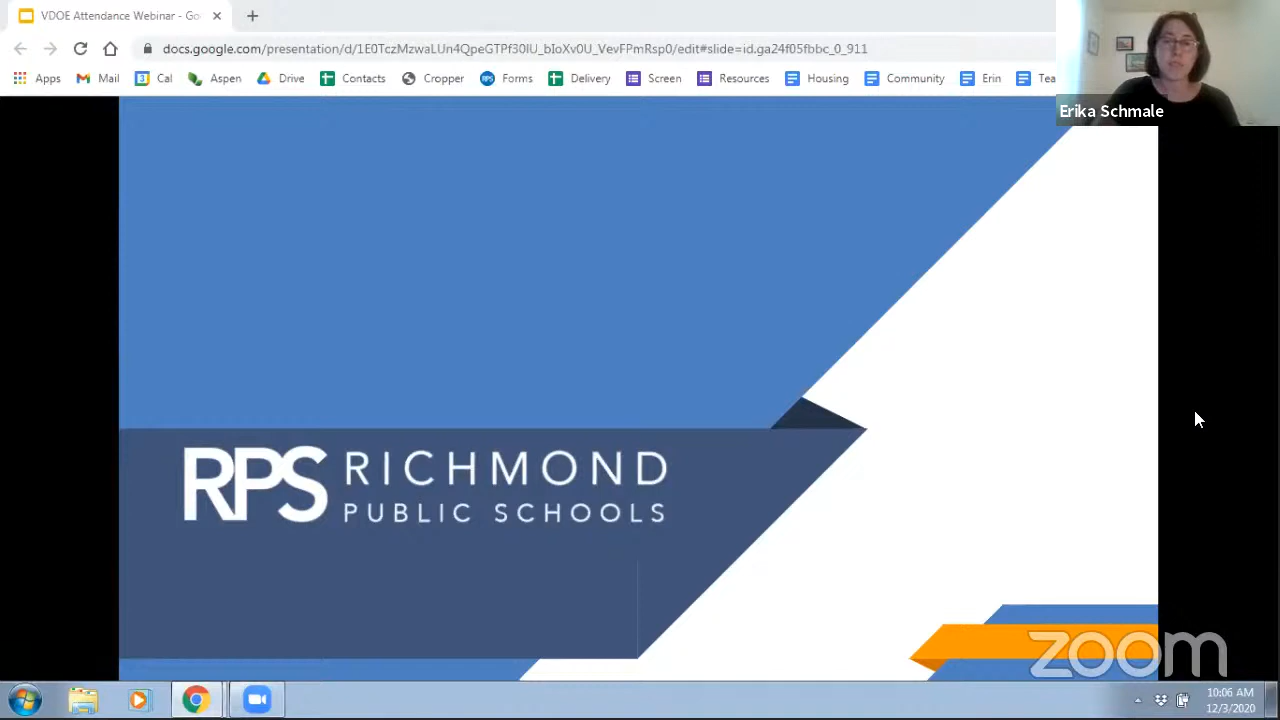 VDOE Attendance Webinar - Go
docs.google.com/presentation/d/1E0TczMzwaLUn4QpeGTPf30IU_bIoXv0U_VevFPmRsp0/edit#slide=id.ga24f05fbbc_0_911
Apps Mail Cal Aspen Drive Contacts Cropper Forms Delivery Screen Resources Housing Community Erin Tea
Erika Schmale
RPS RICHMOND
PUBLIC SCHOOLS
zoom
10:06 AM
12/3/2020